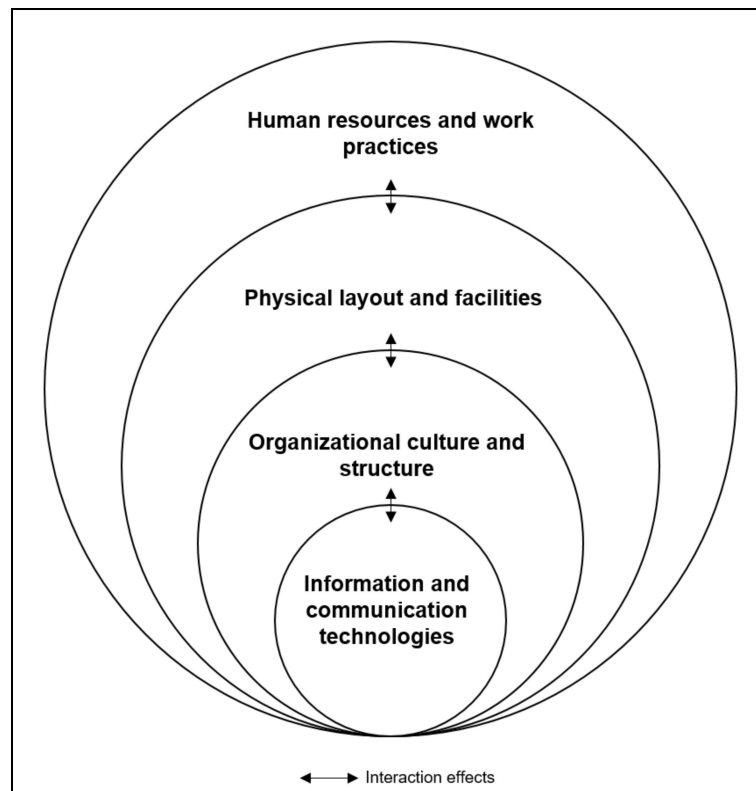 Human resources and work
practices
Physical layout and facilities
Organizational culture and
structure
Information and
communication
technologies
Interaction effects